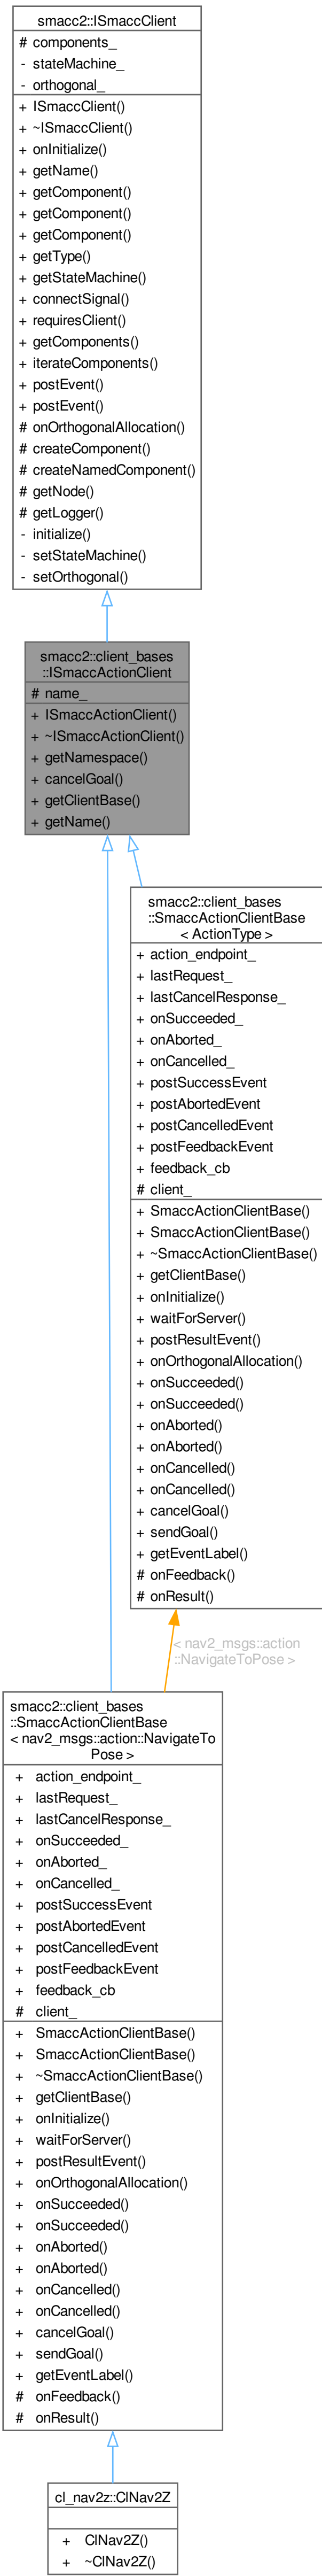 smacc2::ISmaccClient
# components_
- stateMachine_
- orthogonal_
+ ISmaccClient()
+ ~ISmaccClient()
+ onInitialize()
+ getName()
+ getComponent()
+ getComponent()
+ getComponent()
+ getType()
+ getStateMachine()
+ connectSignal()
+ requiresClient()
+ getComponents()
+ iterateComponents()
+ postEvent()
+ postEvent()
# onOrthogonalAllocation()
# createComponent()
# createNamedComponent()
# getNode()
# getLogger()
- initialize()
- setStateMachine()
- setOrthogonal()
smacc2::client_bases
::ISmaccActionClient
# name_
+ ISmaccActionClient()
+ ~ISmaccActionClient()
+ getNamespace()
+ cancelGoal()
+ getClientBase()
+ getName()
smacc2::client_bases
::SmaccActionClientBase
< ActionType >
+ action_endpoint_
+ lastRequest_
+ lastCancelResponse_
+ onSucceeded_
+ onAborted_
+ onCancelled_
+ postSuccessEvent
+ postAbortedEvent
+ postCancelledEvent
+ postFeedbackEvent
+ feedback_cb
# client_
+ SmaccActionClientBase()
+ SmaccActionClientBase()
+ ~SmaccActionClientBase()
+ getClientBase()
+ onInitialize()
+ waitForServer()
+ postResultEvent()
+ onOrthogonalAllocation()
+ onSucceeded()
+ onSucceeded()
+ onAborted()
+ onAborted()
+ onCancelled()
+ onCancelled()
+ cancelGoal()
+ sendGoal()
+ getEventLabel()
# onFeedback()
# onResult()
< nav2_msgs::action
::NavigateToPose >
smacc2::client_bases
::SmaccActionClientBase
< nav2_msgs::action::NavigateTo
Pose >
+ action_endpoint_
+ lastRequest_
+ lastCancelResponse_
+ onSucceeded_
+ onAborted_
+ onCancelled_
+ postSuccessEvent
+ postAbortedEvent
+ postCancelledEvent
+ postFeedbackEvent
+ feedback_cb
# client_
+ SmaccActionClientBase()
+ SmaccActionClientBase()
+ ~SmaccActionClientBase()
+ getClientBase()
+ onInitialize()
+ waitForServer()
+ postResultEvent()
+ onOrthogonalAllocation()
+ onSucceeded()
+ onSucceeded()
+ onAborted()
+ onAborted()
+ onCancelled()
+ onCancelled()
+ cancelGoal()
+ sendGoal()
+ getEventLabel()
# onFeedback()
# onResult()
cl_nav2z::ClNav2Z
+ ClNav2Z()
+ ~ClNav2Z()